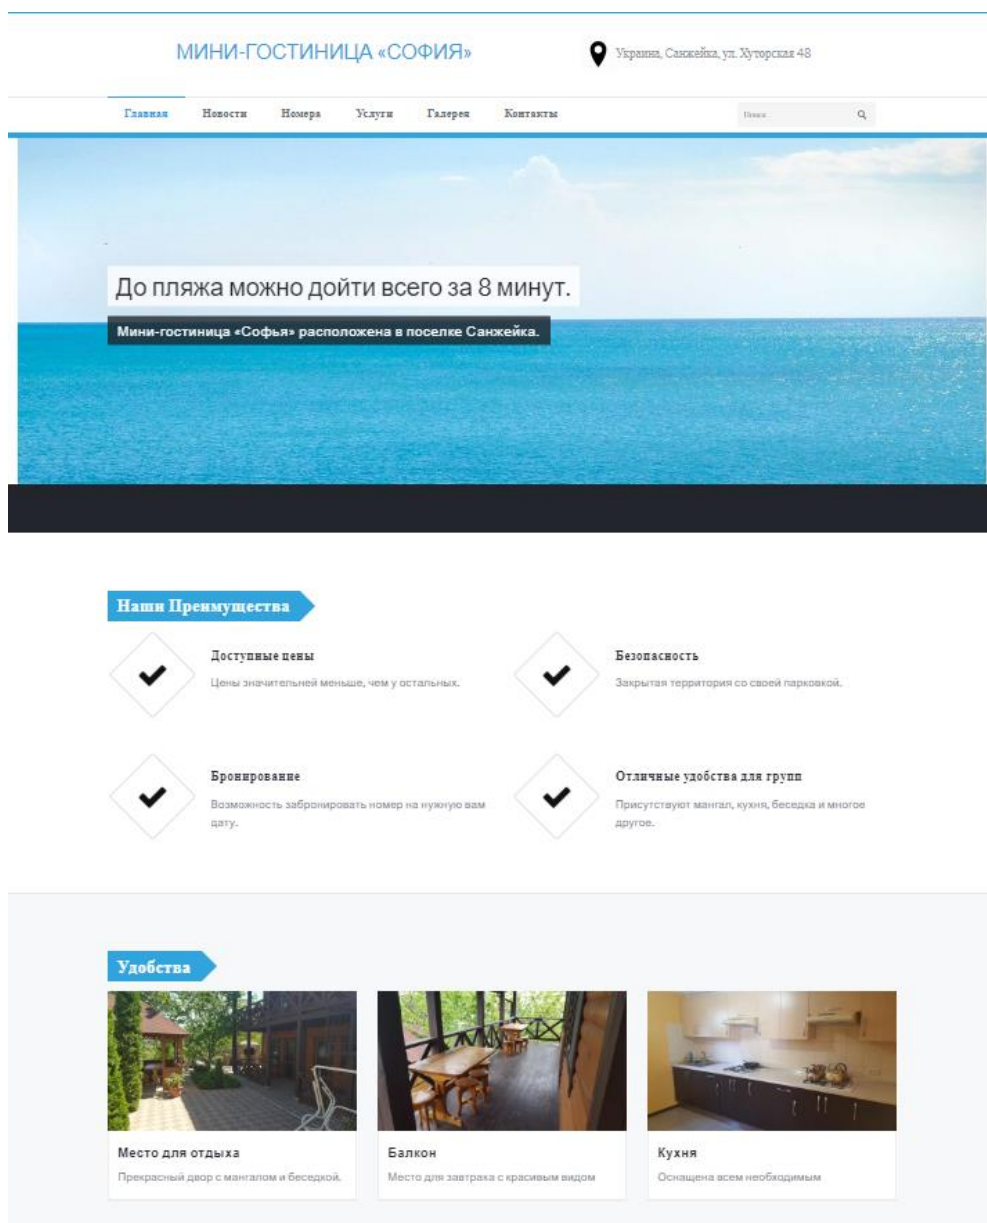 МИНИ-ГОСТИНИЦА «СОФИЯ»
Украина, Санжейка, ул. Хуторская 48
Главная Новости Номера Услуги Галерея Контакты Поиск
До пляжа можно дойти всего за 8 минут.
Мини-гостиница «Софья» расположена в поселке Санжейка.
Наши Преимущества
Доступные цены
Цены значительней меньше, чем у остальных.
Безопасность
Закрытая территория со своей парковкой.
Бронирование
Возможность забронировать номер на нужную вам
дату.
Отличные удобства для групп
Присутствуют мангал, кухня, беседка и многое
другое.
Удобства
Место для отдыха
Прекрасный двор с мангалом и беседкой.
Балкон
Место для завтрака с красивым видом
Кухня
Оснащена всем необходимым